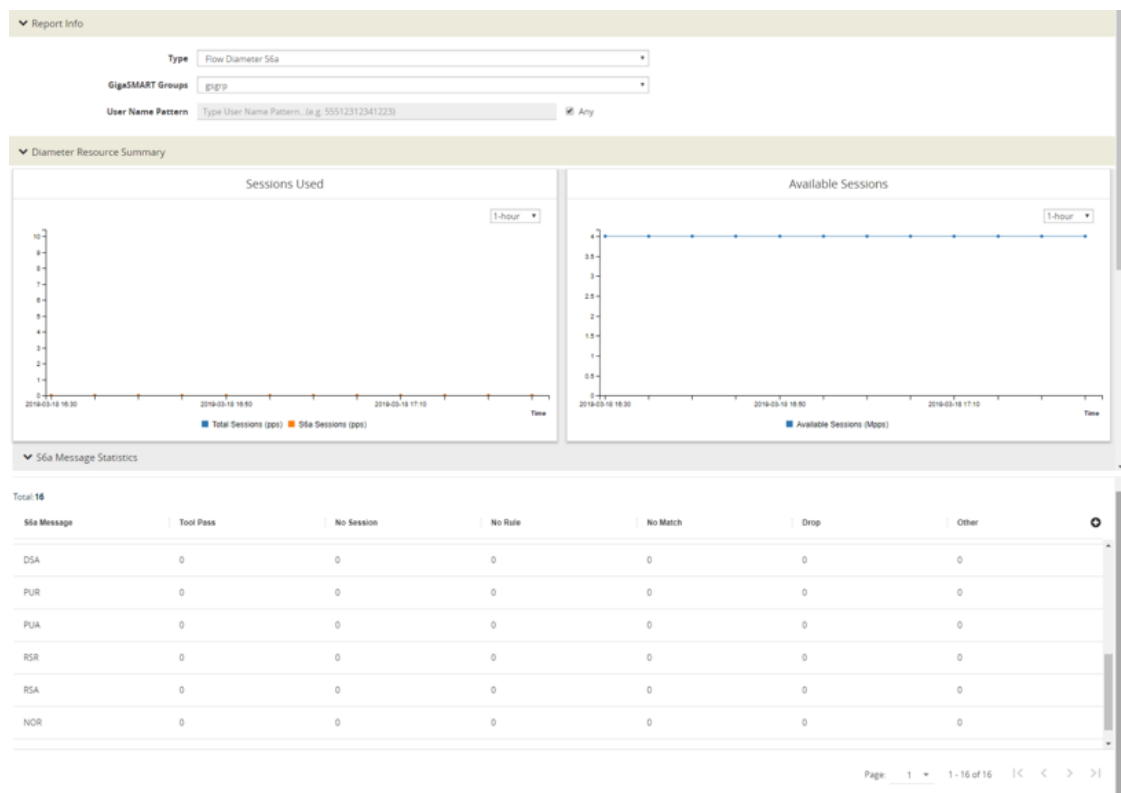 Report Info
Type Flow Diameter S6a
GigaSMART Groups gsgrp
User Name Pattern Type User Name Pattern...(e.g. 55512312341223) Any
Diameter Resource Summary
Sessions Used
1-hour
10
9
8
7
6
5
4
3
2
1
0
2019-03-18 16:30 2019-03-18 16:50 2019-03-18 17:10
Time
Total Sessions (pps) S6a Sessions (pps)
Available Sessions
1-hour
4
3.5
3
2.5
2
1.5
1
0.5
0
2019-03-18 16:30 2019-03-18 16:50 2019-03-18 17:10
Time
Available Sessions (Mpps)
S6a Message Statistics
Total:16
S6a Message Tool Pass No Session No Rule No Match Drop Other
DSA 0 0 0 0 0 0
PUR 0 0 0 0 0 0
PUA 0 0 0 0 0 0
RSR 0 0 0 0 0 0
RSA 0 0 0 0 0 0
NOR 0 0 0 0 0 0
Page: 1 1 - 16 of 16